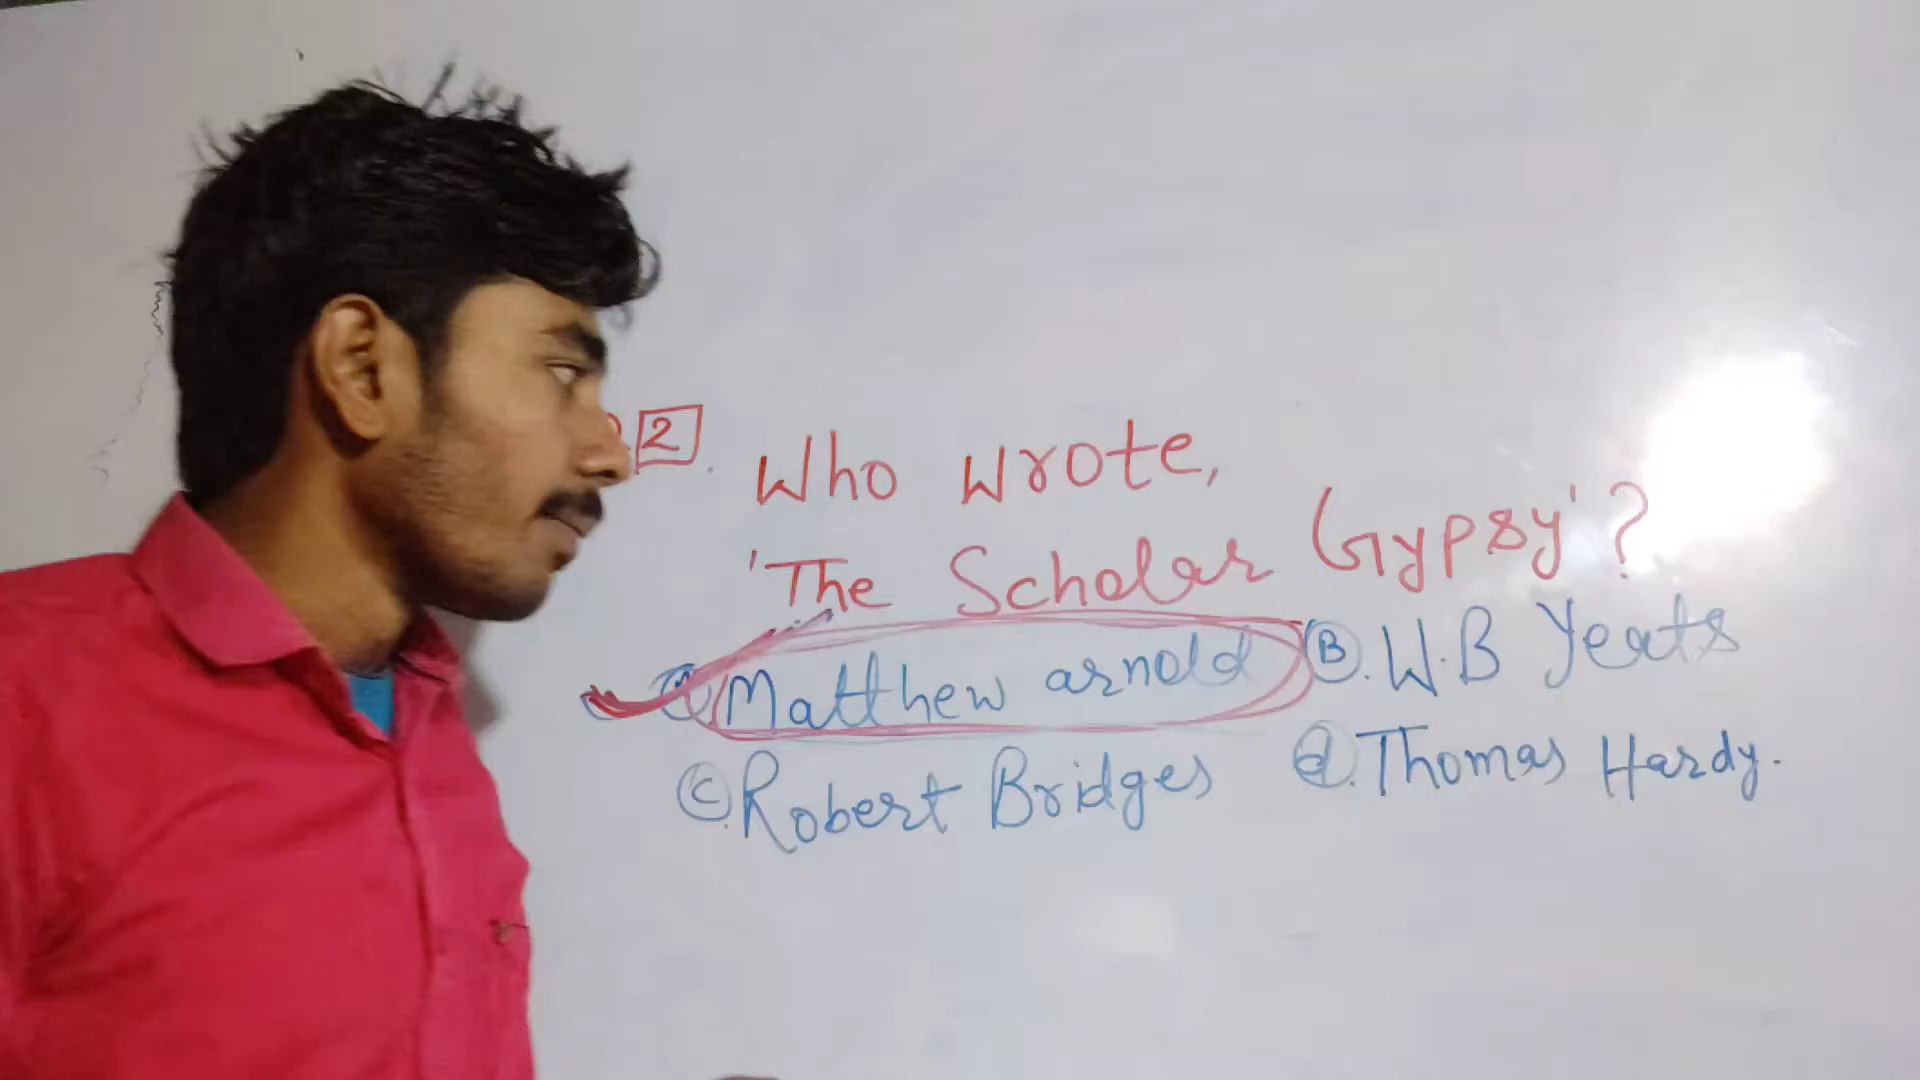 2. Who wrote,
'The Scholar Gypsy'?
Matthew arnold (B). W.B Yeats
(C). Robert Bridges (d). Thomas Hardy.